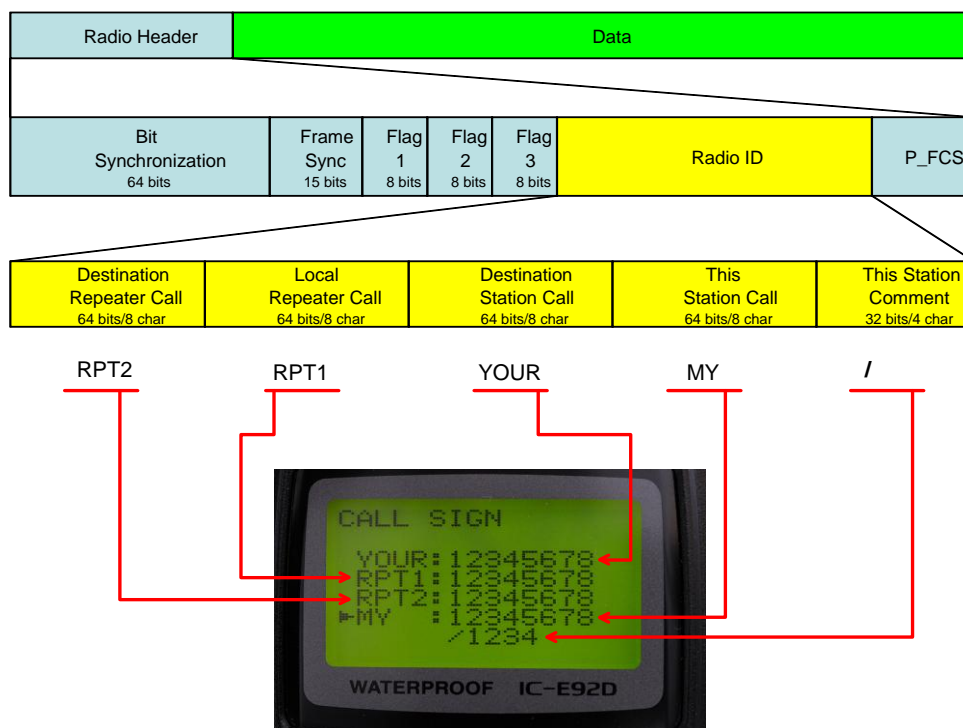 Radio Header
Data
Bit
Synchronization
64 bits
Frame
Sync
15 bits
Flag
1
8 bits
Flag
2
8 bits
Flag
3
8 bits
Radio ID
P_FCS
Destination
Repeater Call
64 bits/8 char
Local
Repeater Call
64 bits/8 char
Destination
Station Call
64 bits/8 char
This
Station Call
64 bits/8 char
This Station
Comment
32 bits/4 char
RPT2
RPT1
YOUR
MY
/
CALL SIGN
YOUR:12345678
RPT1:12345678
RPT2:12345678
MY :12345678
/1234
WATERPROOF IC-E92D